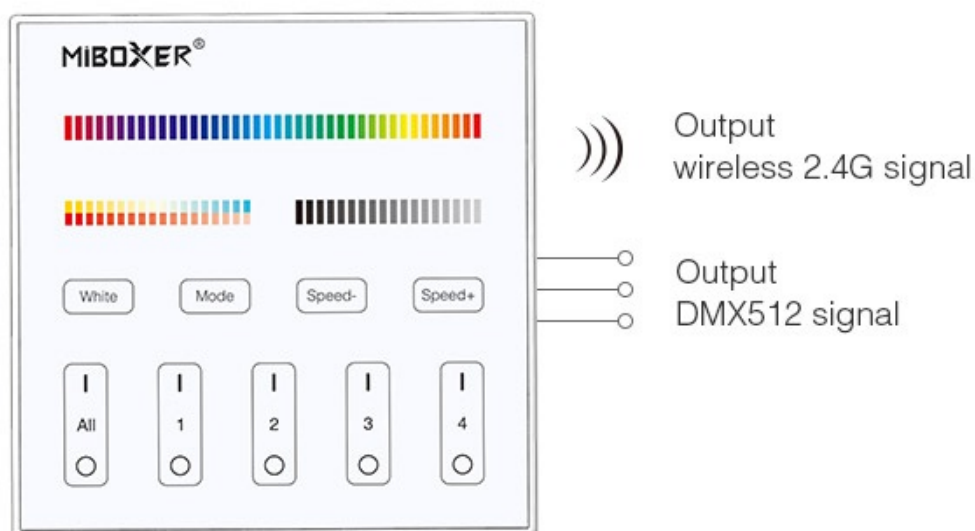 MiBOXER®
Output
wireless 2.4G signal
White Mode Speed- Speed+
Output
DMX512 signal
All 1 2 3 4